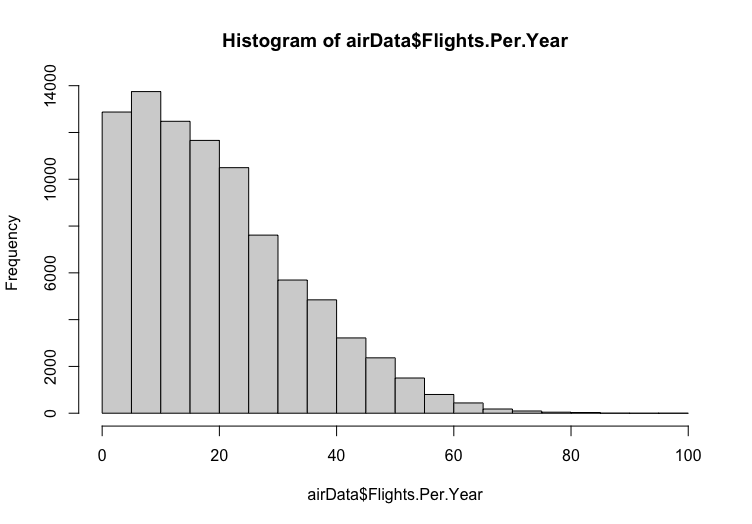 Histogram of airData$Flights.Per.Year
Frequency
14000
10000
6000
2000
0
0 20 40 60 80 100
airData$Flights.Per.Year